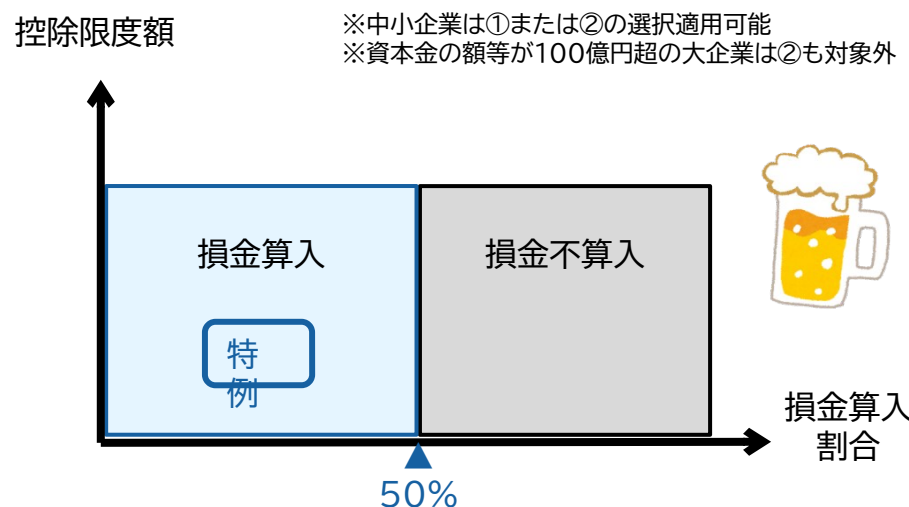 控除限度額
※中小企業は①または②の選択適用可能
※資本金の額等が100億円超の大企業は②も対象外
損金算入
損金不算入
特
例
損金算入
割合
50%